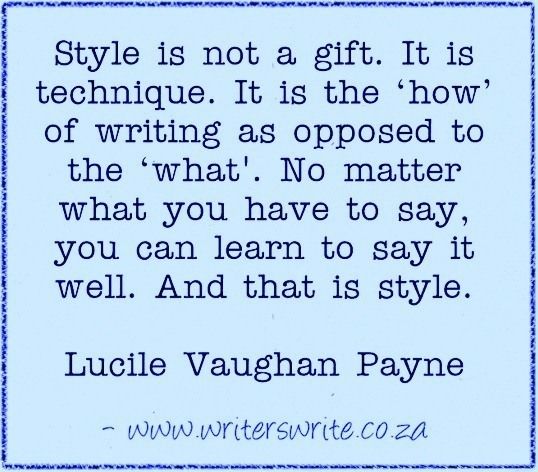 Style is not a gift. It is
technique. It is the ‘how’
of writing as opposed to
the ‘what'. No matter
what you have to say,
you can learn to say it
well. And that is style.
Lucile Vaughan Payne
- www.writerswrite.co.za